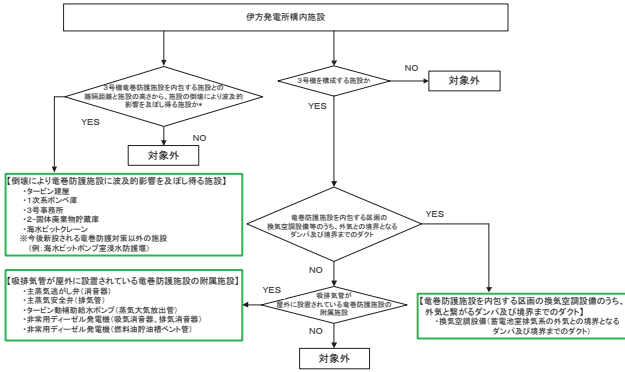 伊方発電所構内施設
3号機竜巻防護施設を内包する施設との
離隔距離と施設の高さから、施設の倒壊により波及的
影響を及ぼし得る施設か*
YES
NO
対象外
3号機を構成する施設か
NO
対象外
YES
【倒壊により竜巻防護施設に波及的影響を及ぼし得る施設】
・タービン建屋
・1次系ボンベ庫
・3号事務所
・2-固体廃棄物貯蔵庫
・海水ピットクレーン
※今後新設される竜巻防護対策以外の施設
(例:海水ピットポンプ室浸水防護堰)
竜巻防護施設を内包する区画の
換気空調設備等のうち、外気との境界となる
ダンパ及び境界までのダクト
YES
NO
【吸排気管が屋外に設置されている竜巻防護施設の附属施設】
・主蒸気逃がし弁(消音器)
・主蒸気安全弁(排気管)
・タービン動補助給水ポンプ(蒸気大気放出管)
・非常用ディーゼル発電機(吸気消音器、排気消音器)
・非常用ディーゼル発電機(燃料油貯油槽ベント管)
YES
吸排気管が
屋外に設置されている竜巻防護施設の
附属施設
NO
対象外
【竜巻防護施設を内包する区画の換気空調設備のうち、
外気と繋がるダンパ及び境界までのダクト】
・換気空調設備(蓄電池室排気系の外気との境界となる
ダンパ及び境界までのダクト)